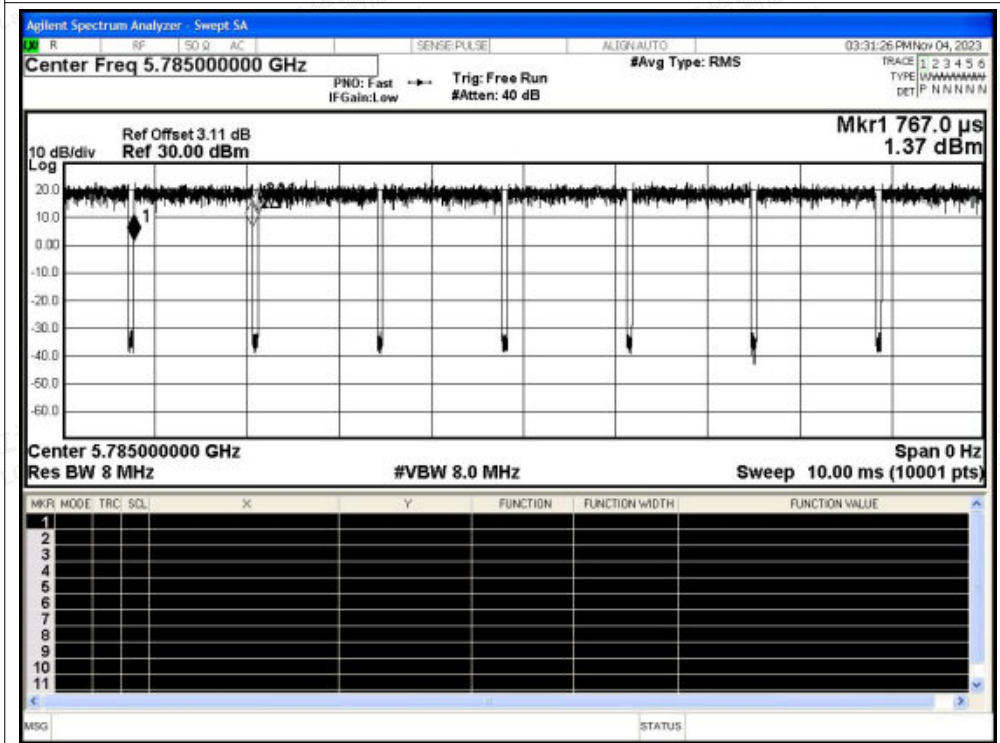 Agilent Spectrum Analyzer - Swept SA
R RF 50 Ω AC SENSE:PULSE ALIGNAUTO 03:31:26 PMNov 04, 2023
Center Freq 5.785000000 GHz #Avg Type: RMS TRACE 1 2 3 4 5 6
PNO: Fast Trig: Free Run TYPE WWWWWW
IFGain:Low #Atten: 40 dB DET P N N N N N
Mkr1 767.0 µs
Ref Offset 3.11 dB
10 dB/div Ref 30.00 dBm 1.37 dBm
Log
20.0
10.0
1
0.00
-10.0
-20.0
-30.0
-40.0
-50.0
-60.0
Center 5.785000000 GHz Span 0 Hz
Res BW 8 MHz #VBW 8.0 MHz Sweep 10.00 ms (10001 pts)
MKR MODE TRC SCL X Y FUNCTION FUNCTION WIDTH FUNCTION VALUE
1
2
3
4
5
6
7
8
9
10
11
MSG STATUS